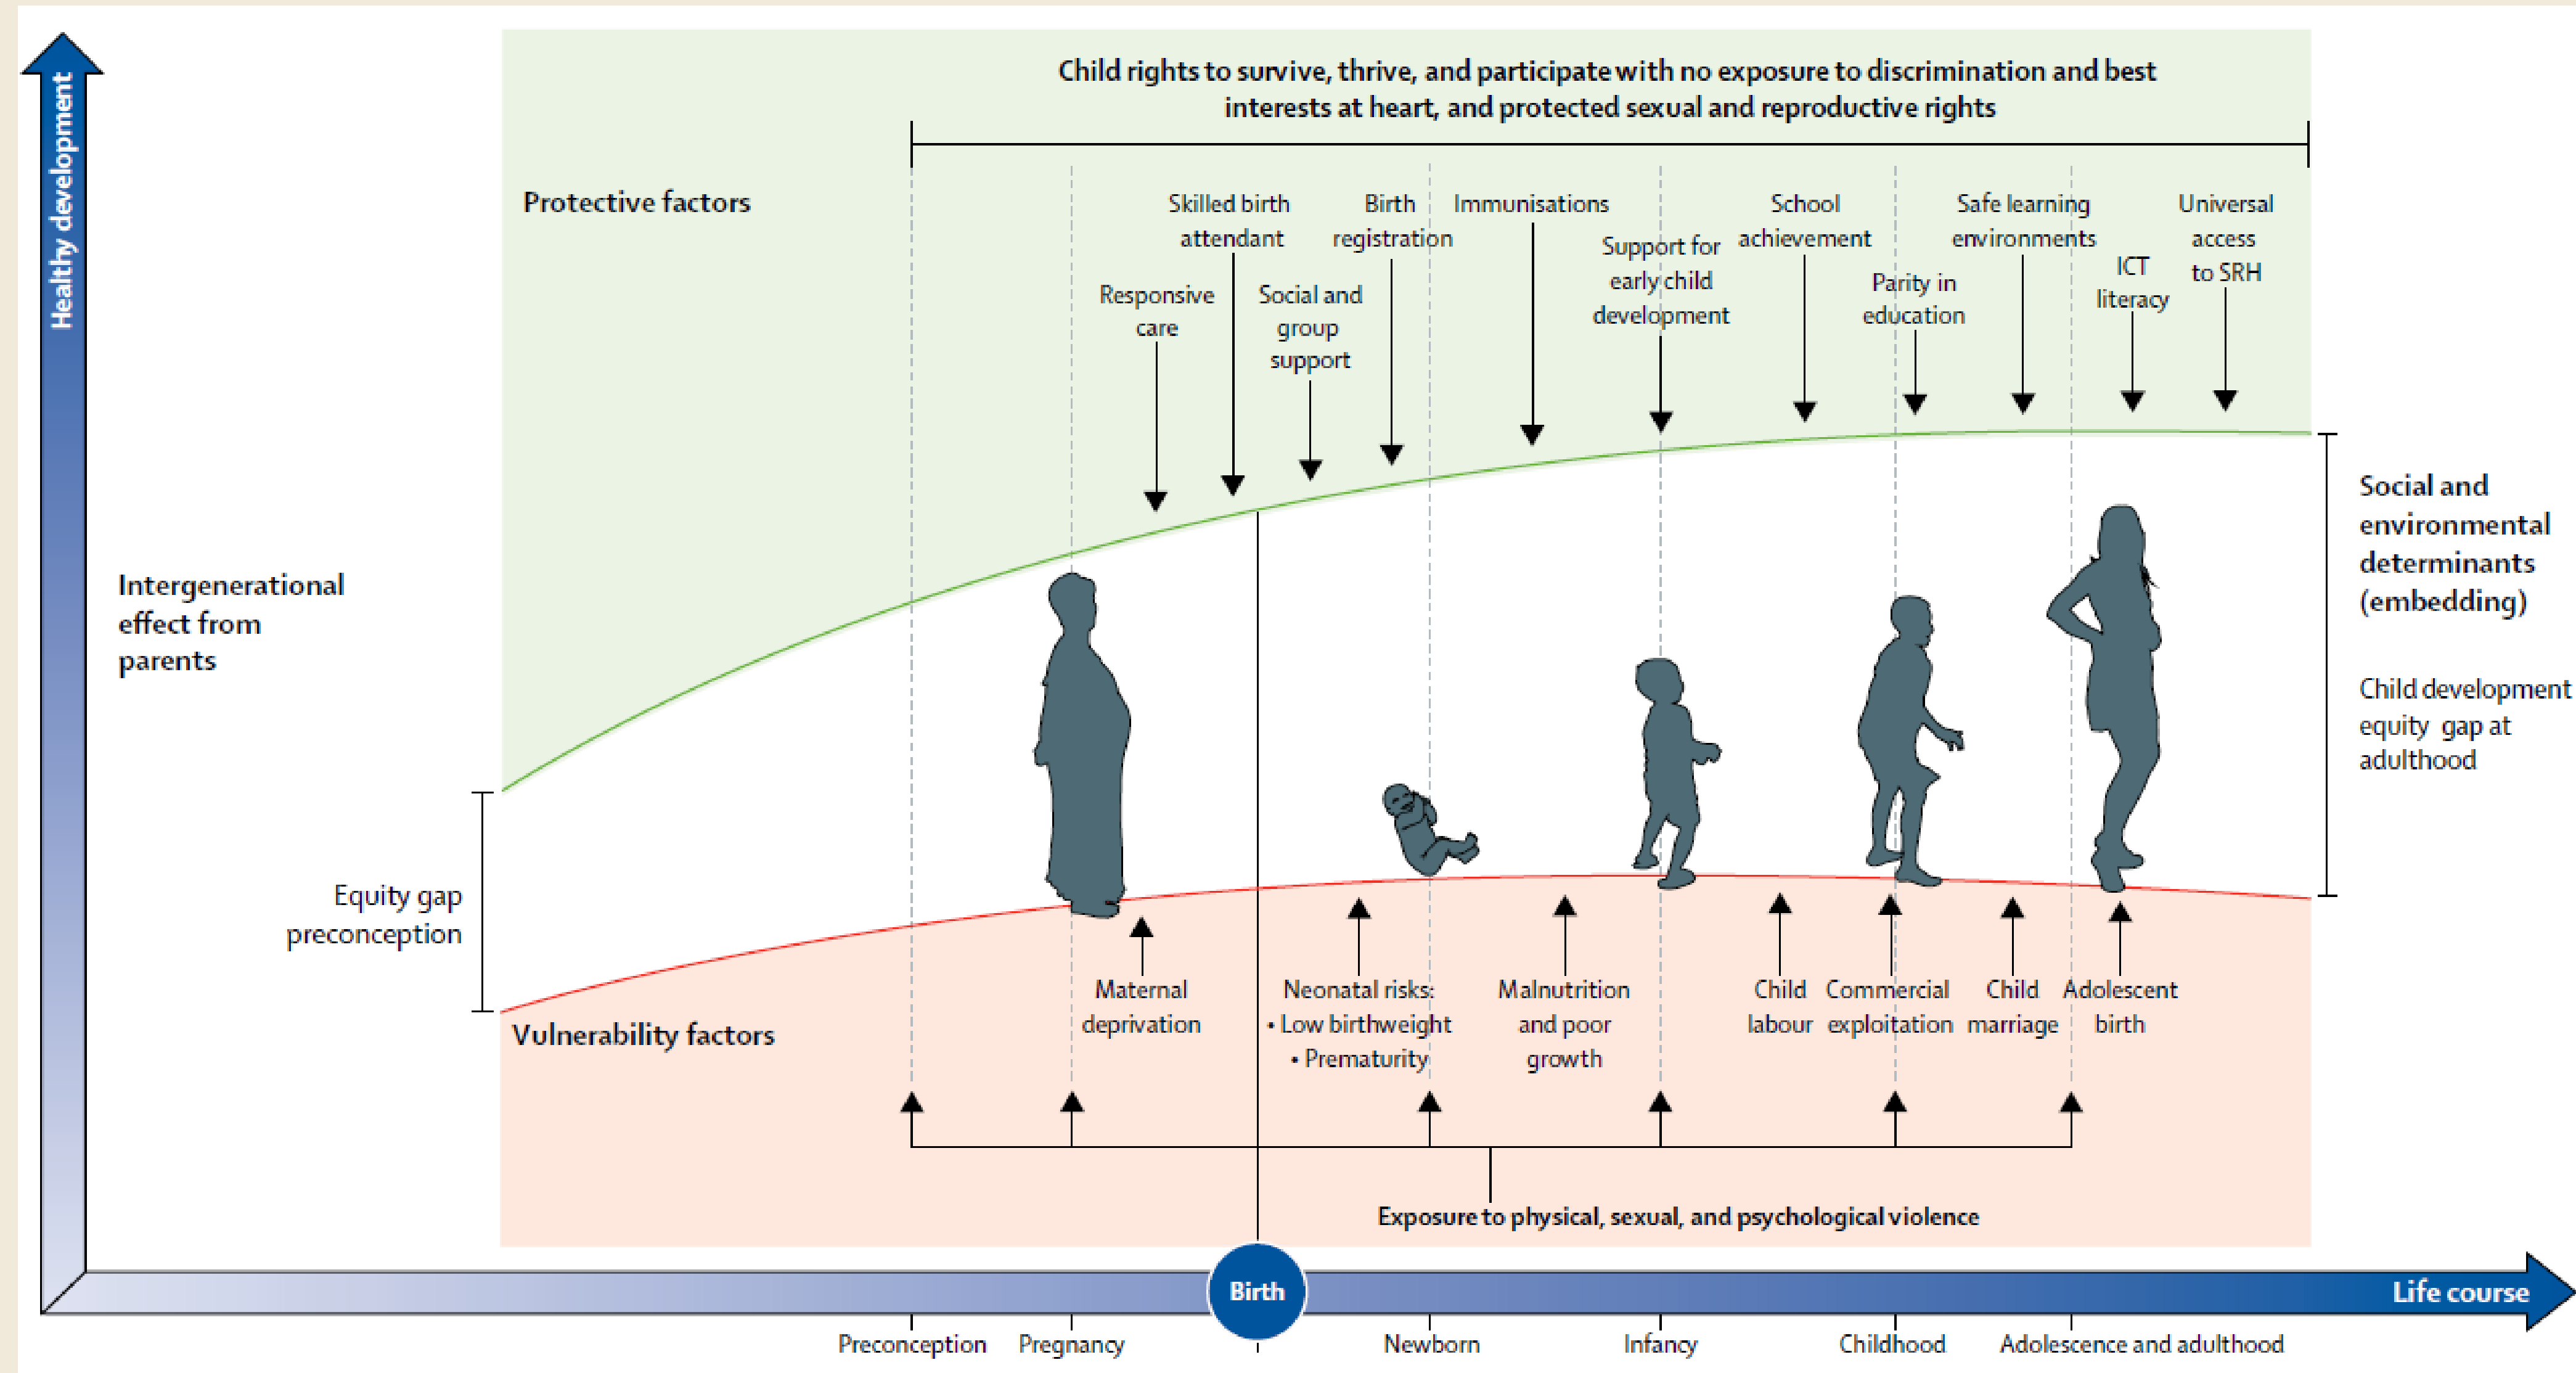 Healthy development
Child rights to survive, thrive, and participate with no exposure to discrimination and best
interests at heart, and protected sexual and reproductive rights
Protective factors
Responsive
care
Skilled birth
attendant
Social and
group
support
Birth
registration
Immunisations
Support for
early child
development
School
achievement
Parity in
education
Safe learning
environments
ICT
literacy
Universal
access
to SRH
Intergenerational
effect from
parents
Equity gap
preconception
Social and
environmental
determinants
(embedding)
Child development
equity gap at
adulthood
Vulnerability factors
Maternal
deprivation
Neonatal risks:
• Low birthweight
• Prematurity
Malnutrition
and poor
growth
Child
labour
Commercial
exploitation
Child
marriage
Adolescent
birth
Exposure to physical, sexual, and psychological violence
Birth
Life course
Preconception
Pregnancy
Newborn
Infancy
Childhood
Adolescence and adulthood